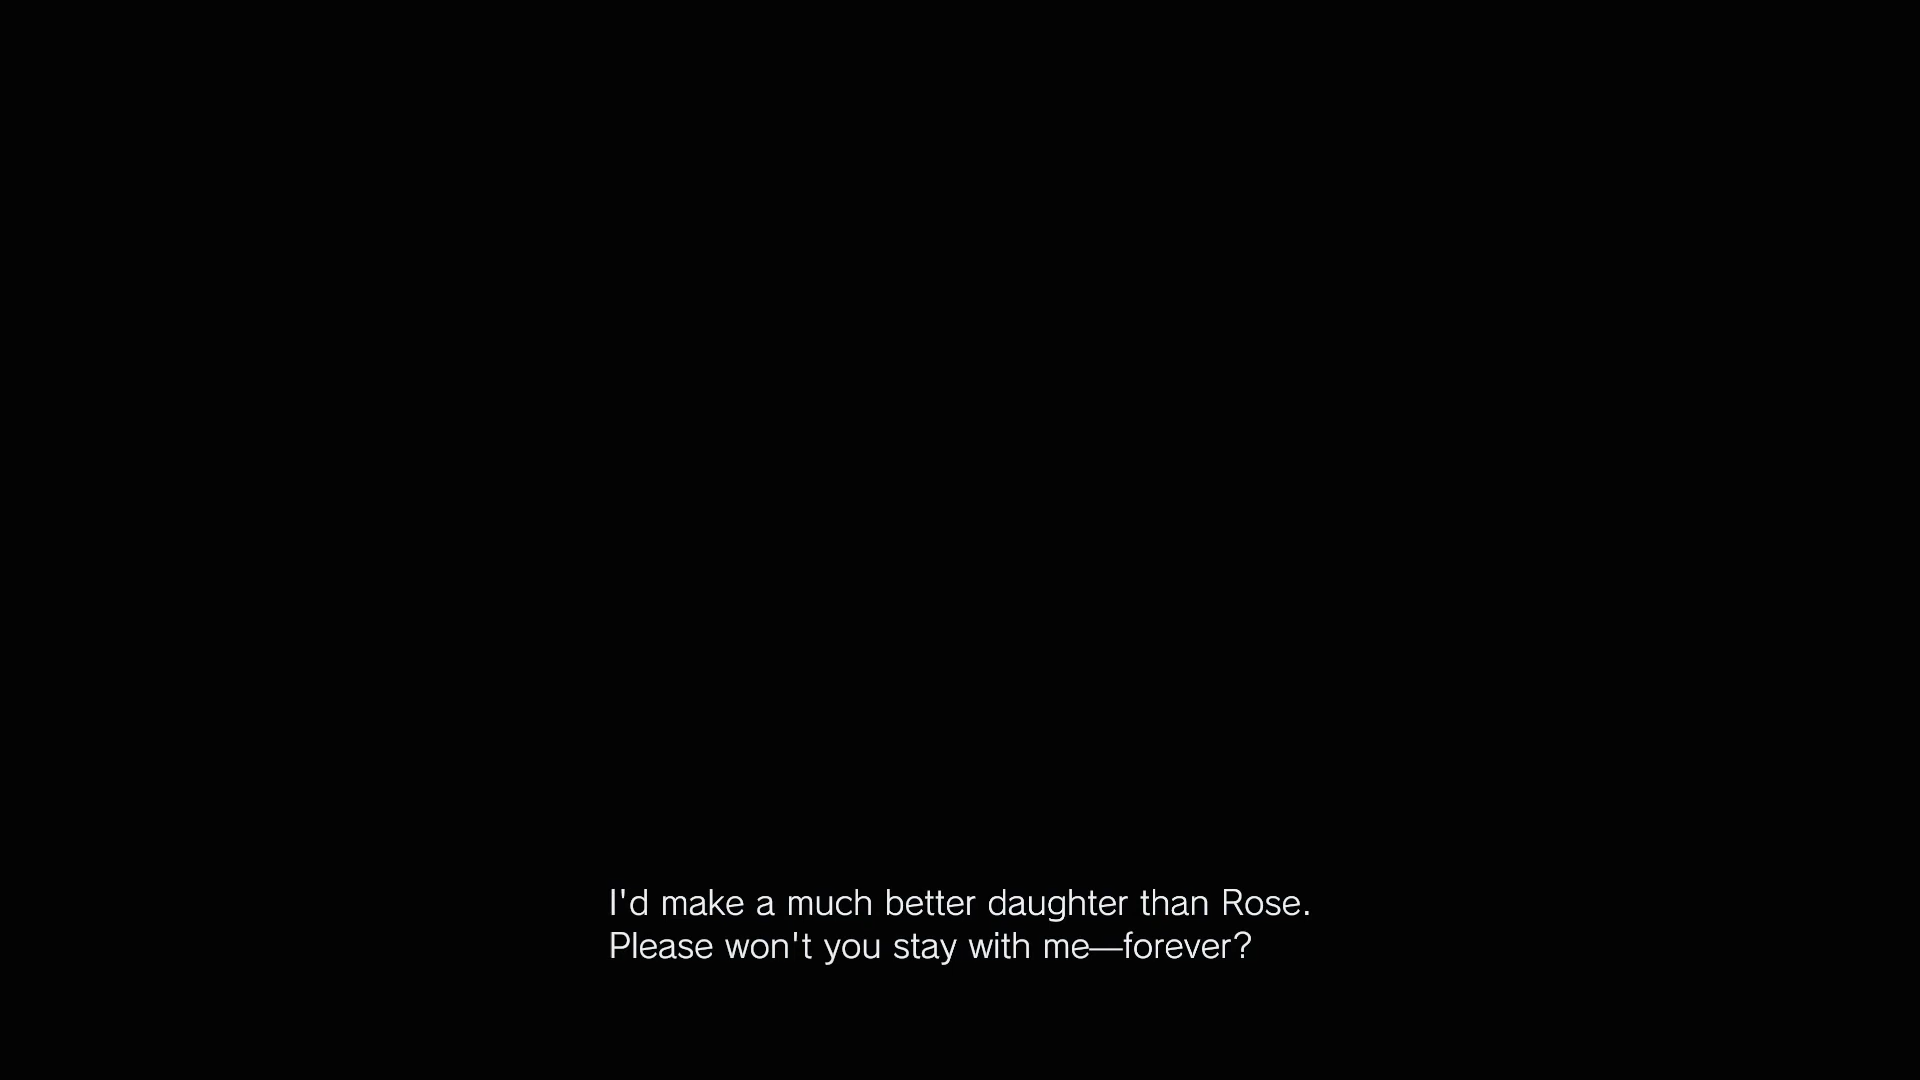 I'd make a much better daughter than Rose.
Please won't you stay with me—forever?